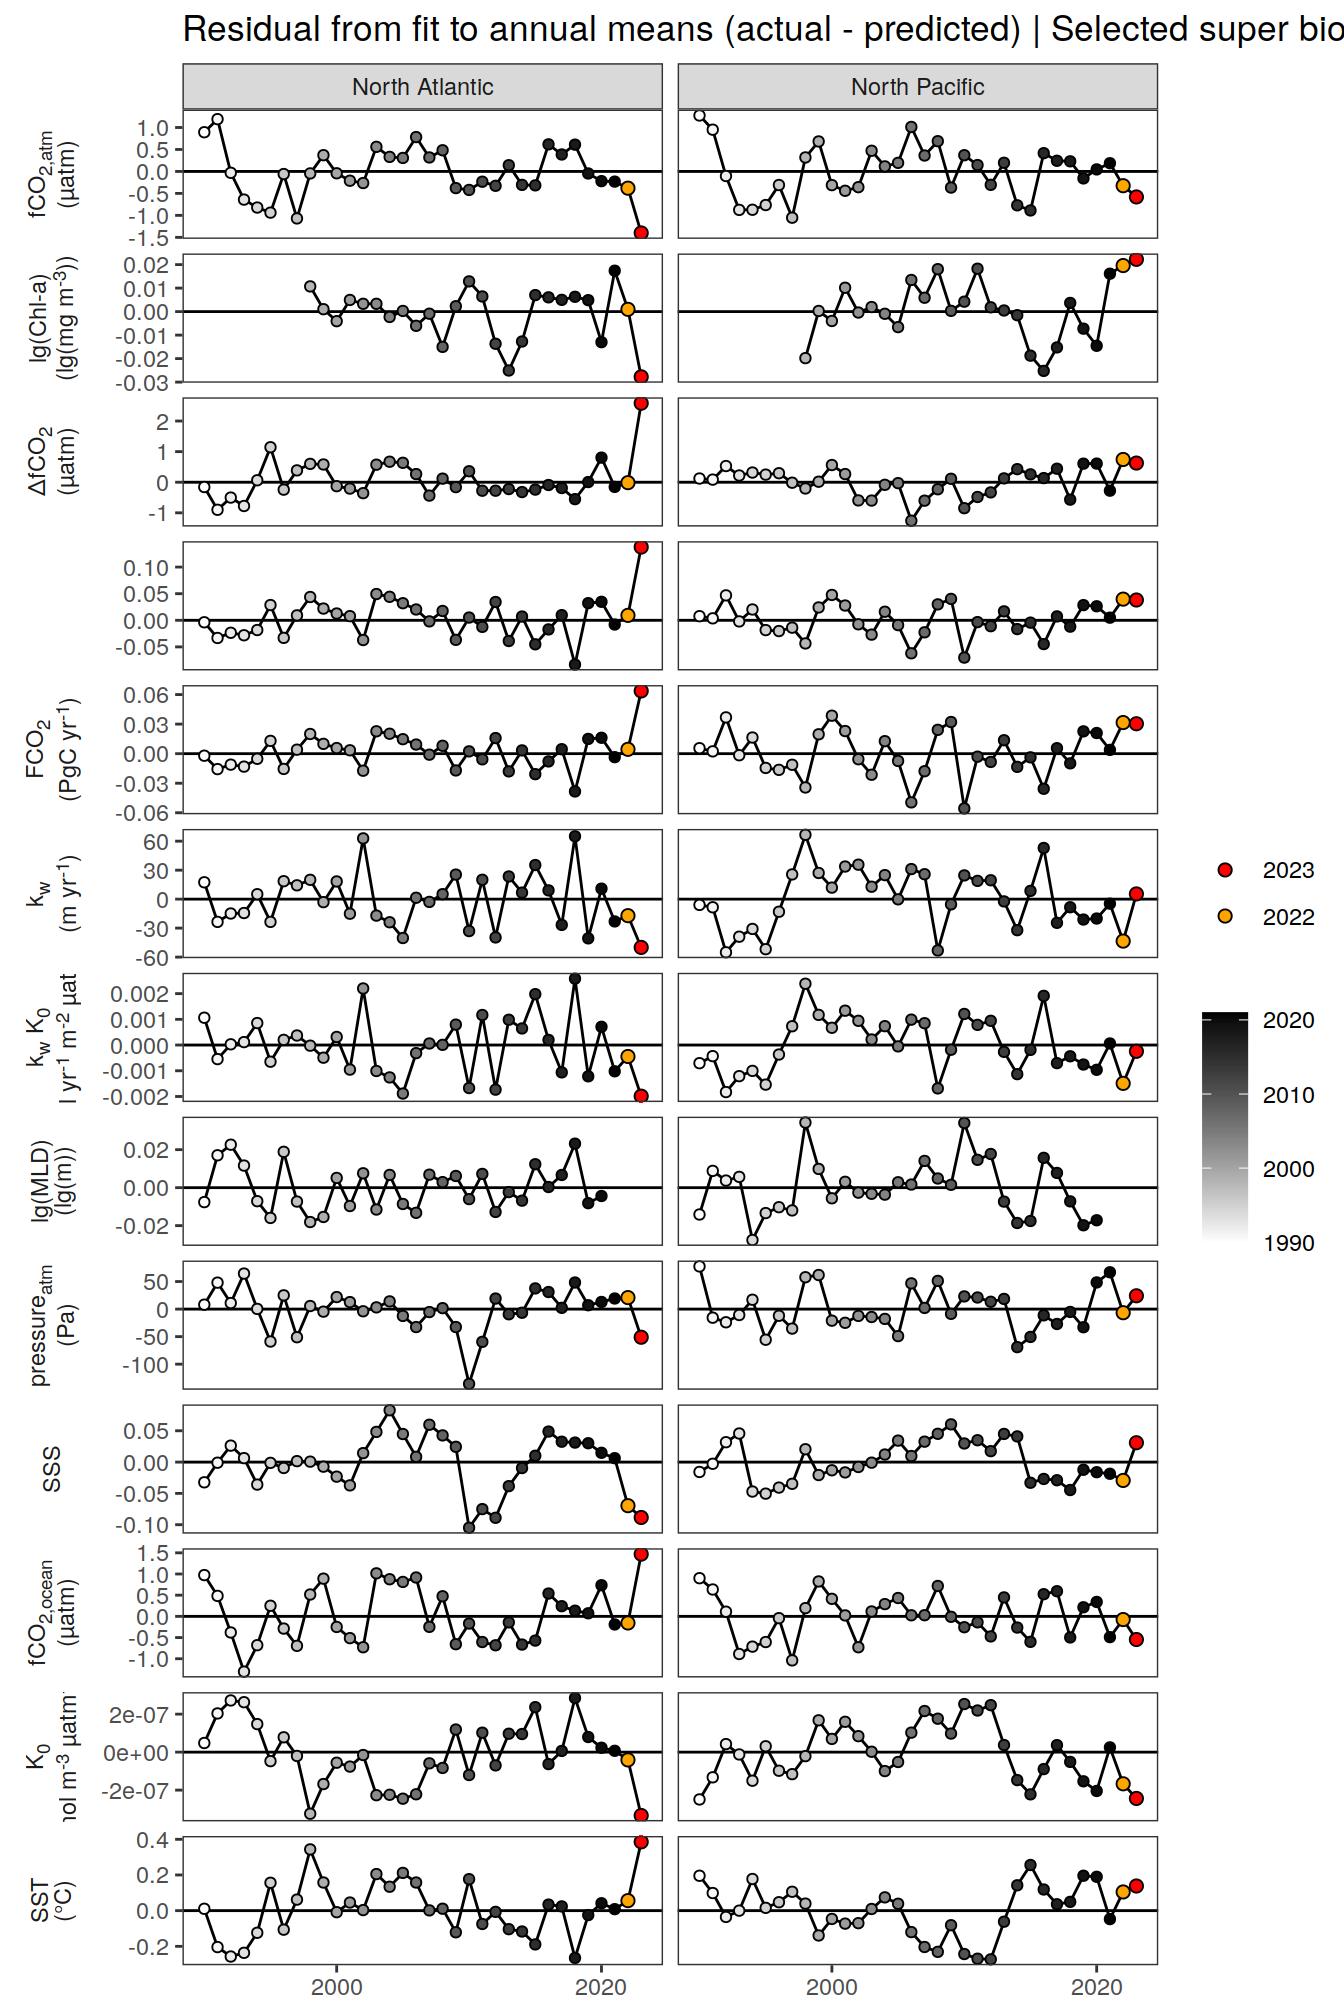 Residual from fit to annual means (actual - predicted) | Selected super bio
North Atlantic
North Pacific
fCO2,atm
(µatm)
1.0
0.5
0.0
-0.5
-1.0
-1.5
lg(Chl-a)
(lg(mg m-3))
0.02
0.01
0.00
-0.01
-0.02
-0.03
ΔfCO2
(µatm)
2
1
0
-1
0.10
0.05
0.00
-0.05
FCO2
(PgC yr-1)
0.06
0.03
0.00
-0.03
-0.06
kw
(m yr-1)
60
30
0
-30
-60
kw K0
l yr-1 m-2 µat
0.002
0.001
0.000
-0.001
-0.002
lg(MLD)
(lg(m))
0.02
0.00
-0.02
pressureatm
(Pa)
50
0
-50
-100
SSS
0.05
0.00
-0.05
-0.10
fCO2,ocean
(µatm)
1.5
1.0
0.5
0.0
-0.5
-1.0
K0
nol m-3 µatm
2e-07
0e+00
-2e-07
SST
(°C)
0.4
0.2
0.0
-0.2
2000
2020
2000
2020
2023
2022
2020
2010
2000
1990